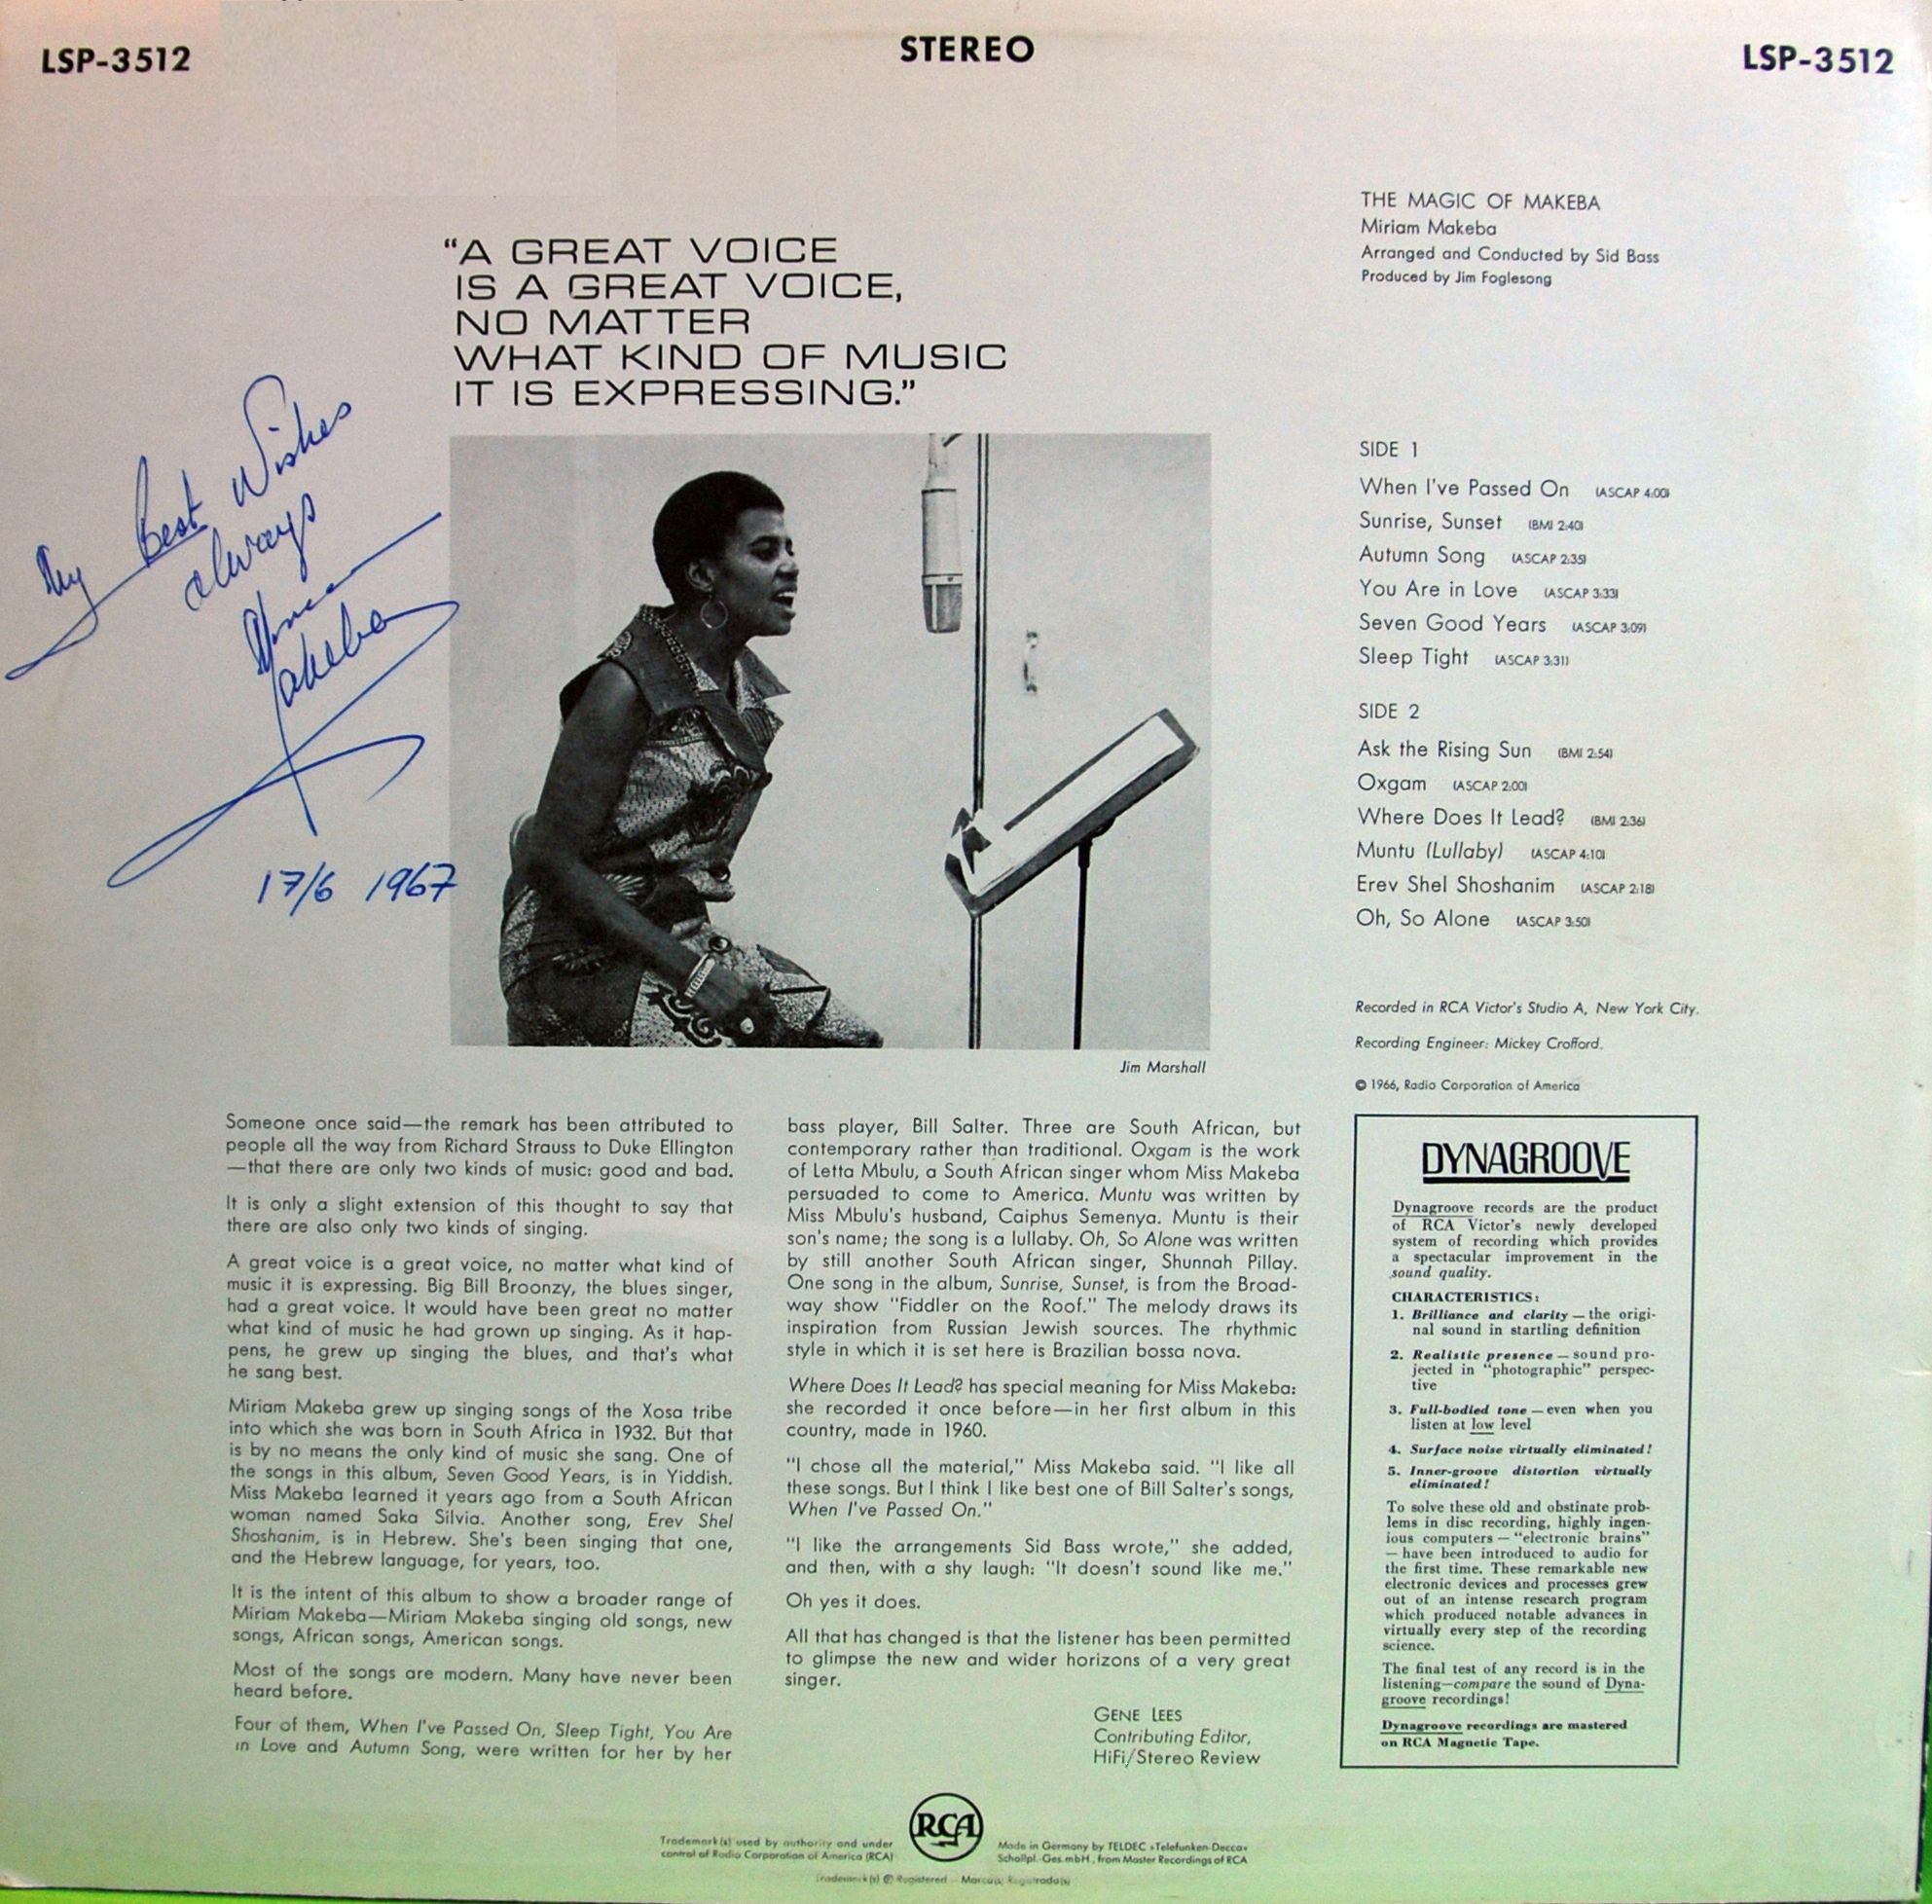 LSP-3512
STEREO
LSP-3512
"A GREAT VOICE
IS A GREAT VOICE,
NO MATTER
WHAT KIND OF MUSIC
IT IS EXPRESSING."
My Best Wishes
always
Miriam
Makeba
17/6 1967
Jim Marshall
THE MAGIC OF MAKEBA
Miriam Makeba
Arranged and Conducted by Sid Bass
Produced by Jim Foglesong
SIDE 1
When I've Passed On (ASCAP 4:00)
Sunrise, Sunset (BMI 2:40)
Autumn Song (ASCAP 2:35)
You Are in Love (ASCAP 3:33)
Seven Good Years (ASCAP 3:09)
Sleep Tight (ASCAP 3:31)
SIDE 2
Ask the Rising Sun (BMI 2:54)
Oxgam (ASCAP 2:00)
Where Does It Lead? (BMI 2:36)
Muntu (Lullaby) (ASCAP 4:10)
Erev Shel Shoshanim (ASCAP 2:18)
Oh, So Alone (ASCAP 3:50)
Recorded in RCA Victor's Studio A, New York City.
Recording Engineer: Mickey Crofford.
© 1966, Radio Corporation of America
Someone once said—the remark has been attributed to
people all the way from Richard Strauss to Duke Ellington
—that there are only two kinds of music: good and bad.
It is only a slight extension of this thought to say that
there are also only two kinds of singing.
A great voice is a great voice, no matter what kind of
music it is expressing. Big Bill Broonzy, the blues singer,
had a great voice. It would have been great no matter
what kind of music he had grown up singing. As it hap-
pens, he grew up singing the blues, and that's what
he sang best.
Miriam Makeba grew up singing songs of the Xosa tribe
into which she was born in South Africa in 1932. But that
is by no means the only kind of music she sang. One of
the songs in this album, Seven Good Years, is in Yiddish.
Miss Makeba learned it years ago from a South African
woman named Saka Silvia. Another song, Erev Shel
Shoshanim, is in Hebrew. She's been singing that one,
and the Hebrew language, for years, too.
It is the intent of this album to show a broader range of
Miriam Makeba—Miriam Makeba singing old songs, new
songs, African songs, American songs.
Most of the songs are modern. Many have never been
heard before.
Four of them, When I've Passed On, Sleep Tight, You Are
in Love and Autumn Song, were written for her by her
bass player, Bill Salter. Three are South African, but
contemporary rather than traditional. Oxgam is the work
of Letta Mbulu, a South African singer whom Miss Makeba
persuaded to come to America. Muntu was written by
Miss Mbulu's husband, Caiphus Semenya. Muntu is their
son's name; the song is a lullaby. Oh, So Alone was written
by still another South African singer, Shunnah Pillay.
One song in the album, Sunrise, Sunset, is from the Broad-
way show "Fiddler on the Roof." The melody draws its
inspiration from Russian Jewish sources. The rhythmic
style in which it is set here is Brazilian bossa nova.
Where Does It Lead? has special meaning for Miss Makeba:
she recorded it once before—in her first album in this
country, made in 1960.
"I chose all the material," Miss Makeba said. "I like all
these songs. But I think I like best one of Bill Salter's songs,
When I've Passed On."
"I like the arrangements Sid Bass wrote," she added,
and then, with a shy laugh: "It doesn't sound like me."
Oh yes it does.
All that has changed is that the listener has been permitted
to glimpse the new and wider horizons of a very great
singer.
GENE LEES
Contributing Editor,
HiFi/Stereo Review
DYNAGROOVE
Dynagroove records are the product
of RCA Victor's newly developed
system of recording which provides
a spectacular improvement in the
sound quality.
CHARACTERISTICS:
1. Brilliance and clarity — the origi-
nal sound in startling definition
2. Realistic presence — sound pro-
jected in "photographic" perspec-
tive
3. Full-bodied tone — even when you
listen at low level
4. Surface noise virtually eliminated!
5. Inner-groove distortion virtually
eliminated!
To solve these old and obstinate prob-
lems in disc recording, highly ingen-
ious computers — "electronic brains"
— have been introduced to audio for
the first time. These remarkable new
electronic devices and processes grew
out of an intense research program
which produced notable advances in
virtually every step of the recording
science.
The final test of any record is in the
listening—compare the sound of Dyna-
groove recordings!
Dynagroove recordings are mastered
on RCA Magnetic Tape.
Trademark(s) used by authority and under
control of Radio Corporation of America (RCA)
RCA
Made in Germany by TELDEC »Telefunken-Decca«
Schallpl.-Ges.mbH., from Master Recordings of RCA
Trademark(s) ® Registered Marca(s) Registrada(s)